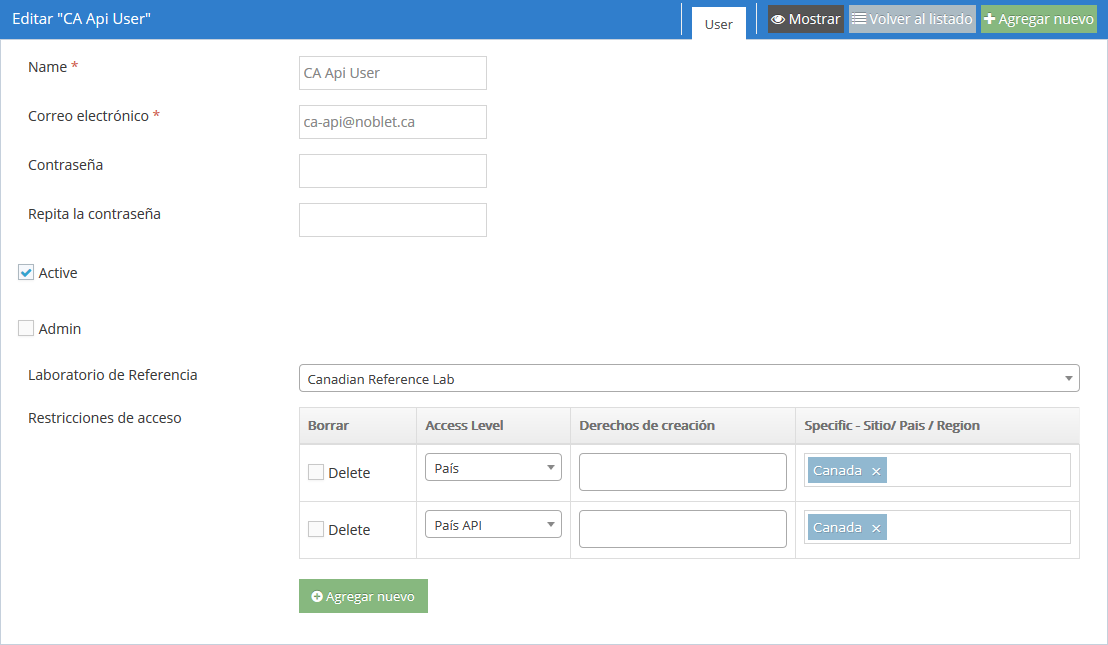 Editar "CA Api User"
User
Mostrar
Volver al listado
Agregar nuevo
Name *
CA Api User
Correo electrónico *
ca-api@noblet.ca
Contraseña
Repita la contraseña
Active
Admin
Laboratorio de Referencia
Canadian Reference Lab
Restricciones de acceso
Borrar Access Level Derechos de creación Specific - Sitio/ Pais / Region
Delete País Canada ×
Delete País API Canada ×
Agregar nuevo